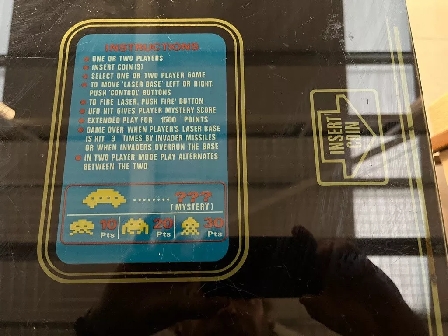 ONE OR TWO PLAYERS
INSERT COIN(S)
SELECT ONE OR TWO PLAYER GAME
TO MOVE 'LASER BASE' LEFT OR RIGHT
PUSH 'CONTROL' BUTTONS
TO FIRE LASER, PUSH 'FIRE' BUTTON
UFO HIT GIVES PLAYER MYSTERY SCORE
EXTENDED PLAY FOR 1500 POINTS
GAME OVER WHEN PLAYER'S LASER BASE
IS HIT 3 TIMES BY INVADER MISSILES
OR WHEN INVADERS OVERRUN THE BASE
IN TWO PLAYER MODE PLAY ALTERNATES
BETWEEN THE TWO
........ ???
(MYSTERY)
10 Pts 20 Pts 30 Pts
INSERT
COIN